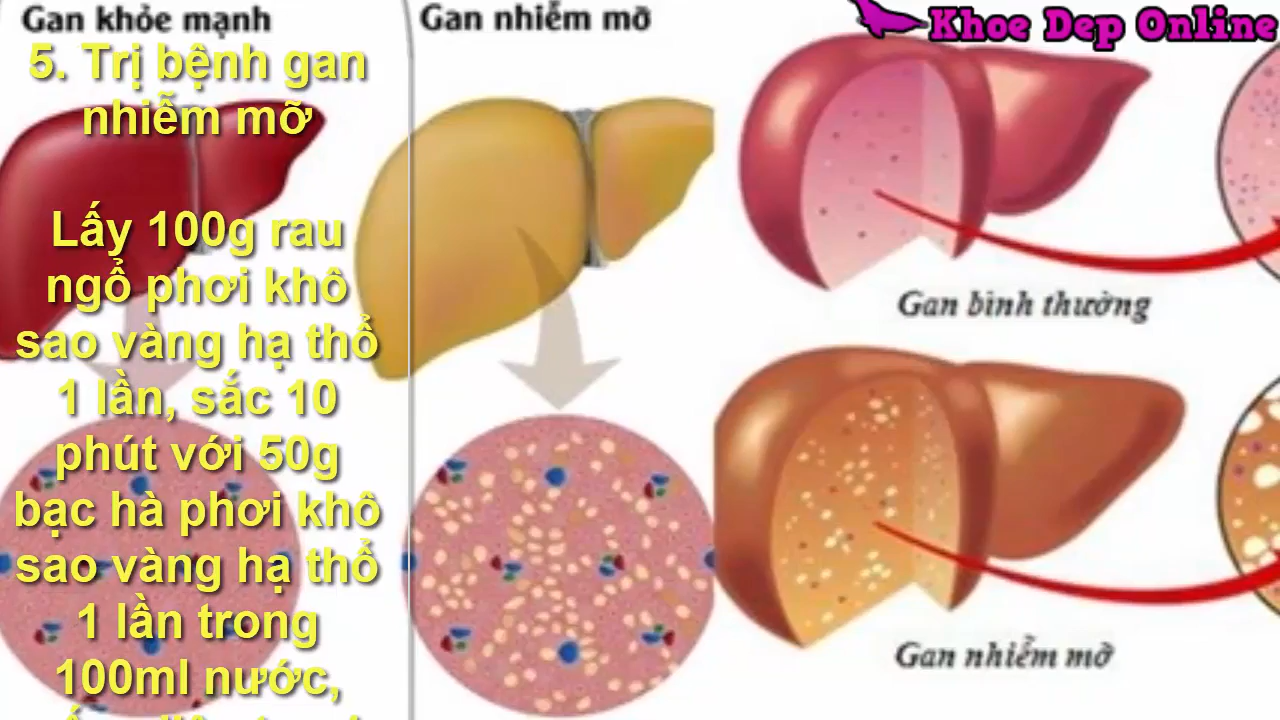 Gan khỏe mạnh
Gan nhiễm mỡ
Khoe Dep Online
5. Trị bệnh gan
nhiễm mỡ
Lấy 100g rau
ngổ phơi khô
sao vàng hạ thổ
1 lần, sắc 10
phút với 50g
bạc hà phơi khô
sao vàng hạ thổ
1 lần trong
100ml nước,
Gan bình thường
Gan nhiễm mỡ